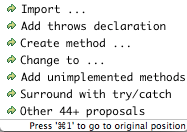 Import ...
Add throws declaration
Create method ...
Change to ...
Add unimplemented methods
Surround with try/catch
Other 44+ proposals
Press '⌘1' to go to original position